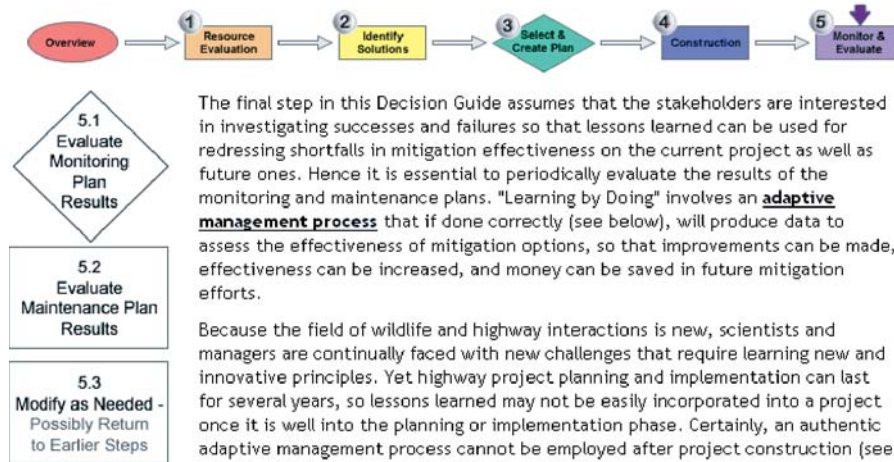 Overview
1
Resource
Evaluation
2
Identify
Solutions
3
Select &
Create Plan
4
Construction
5
Monitor &
Evaluate
5.1
Evaluate
Monitoring
Plan
Results
5.2
Evaluate
Maintenance Plan
Results
5.3
Modify as Needed -
Possibly Return
to Earlier Steps
The final step in this Decision Guide assumes that the stakeholders are interested
in investigating successes and failures so that lessons learned can be used for
redressing shortfalls in mitigation effectiveness on the current project as well as
future ones. Hence it is essential to periodically evaluate the results of the
monitoring and maintenance plans. "Learning by Doing" involves an adaptive
management process that if done correctly (see below), will produce data to
assess the effectiveness of mitigation options, so that improvements can be made,
effectiveness can be increased, and money can be saved in future mitigation
efforts.
Because the field of wildlife and highway interactions is new, scientists and
managers are continually faced with new challenges that require learning new and
innovative principles. Yet highway project planning and implementation can last
for several years, so lessons learned may not be easily incorporated into a project
once it is well into the planning or implementation phase. Certainly, an authentic
adaptive management process cannot be employed after project construction (see